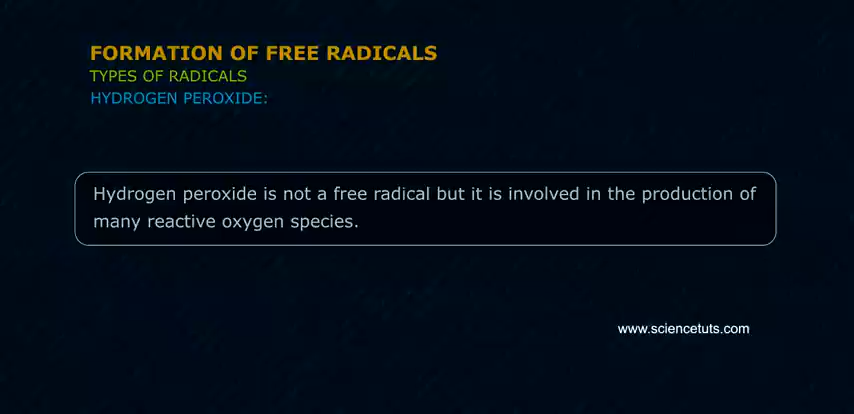 FORMATION OF FREE RADICALS
TYPES OF RADICALS
HYDROGEN PEROXIDE:
Hydrogen peroxide is not a free radical but it is involved in the production of
many reactive oxygen species.
www.sciencetuts.com